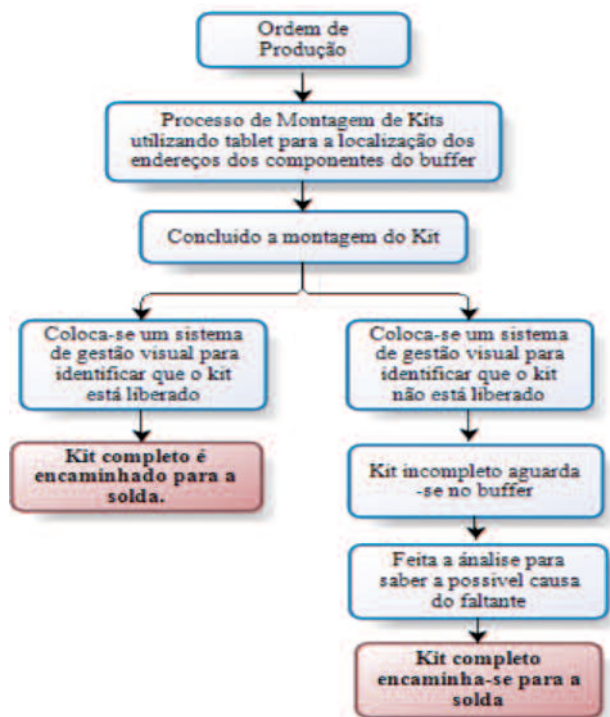 Ordem de
Produção
Processo de Montagem de Kits
utilizando tablet para a localização dos
endereços dos componentes do buffer
Concluido a montagem do Kit
Coloca-se um sistema
de gestão visual para
identificar que o kit
está liberado
Kit completo é
encaminhado para a
solda.
Coloca-se um sistema
de gestão visual para
identificar que o kit
não está liberado
Kit incompleto aguarda
-se no buffer
Feita a ánalise para
saber a possivel causa
do faltante
Kit completo
encaminha-se para a
solda